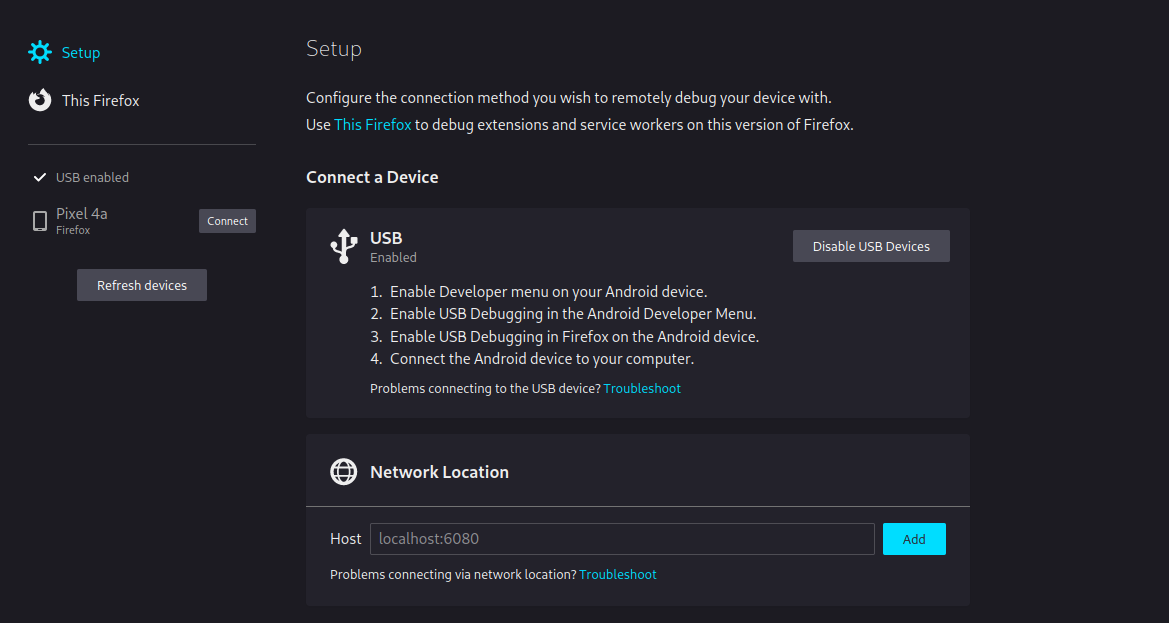 Setup
This Firefox
USB enabled
Pixel 4a
Firefox
Connect
Refresh devices
Setup
Configure the connection method you wish to remotely debug your device with.
Use This Firefox to debug extensions and service workers on this version of Firefox.
Connect a Device
USB
Enabled
Disable USB Devices
1. Enable Developer menu on your Android device.
2. Enable USB Debugging in the Android Developer Menu.
3. Enable USB Debugging in Firefox on the Android device.
4. Connect the Android device to your computer.
Problems connecting to the USB device? Troubleshoot
Network Location
Host localhost:6080 Add
Problems connecting via network location? Troubleshoot